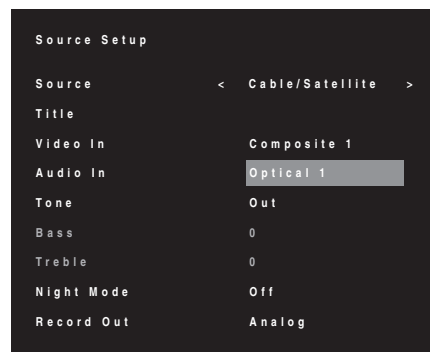 Source Setup
Source < Cable/Satellite >
Title
Video In Composite 1
Audio In Optical 1
Tone Out
Bass 0
Treble 0
Night Mode Off
Record Out Analog